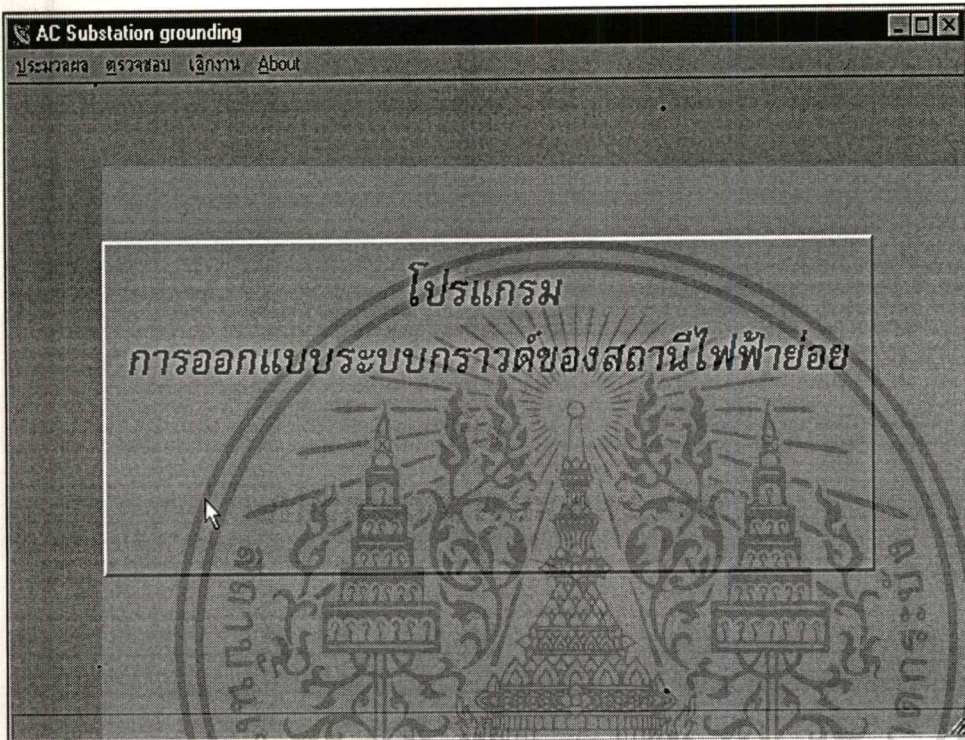 AC Substation grounding
ประมวลผล ตรวจสอบ เลิกงาน About
โปรแกรม
การออกแบบระบบกราวด์ของสถานีไฟฟ้าย่อย